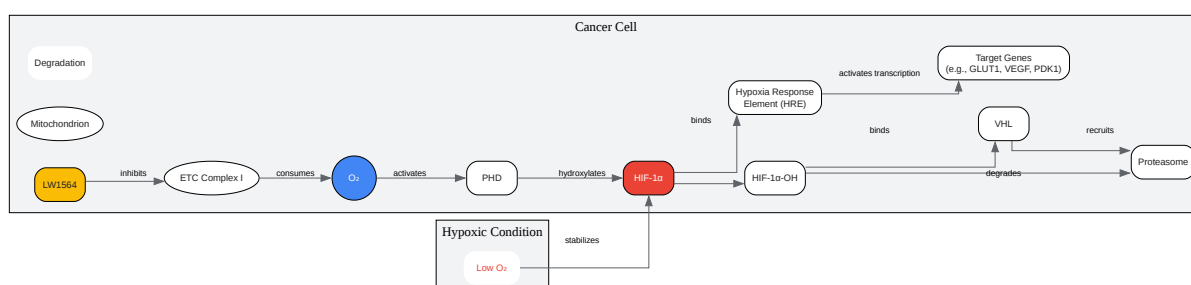 Cancer Cell
Degradation
Target Genes
(e.g., GLUT1, VEGF, PDK1)
activates transcription
Hypoxia Response
Element (HRE)
Mitochondrion
binds
binds
VHL
recruits
Proteasome
LW1564
inhibits
ETC Complex I
consumes
O₂
activates
PHD
hydroxylates
HIF-1α
HIF-1α-OH
degrades
Hypoxic Condition
stabilizes
Low O₂